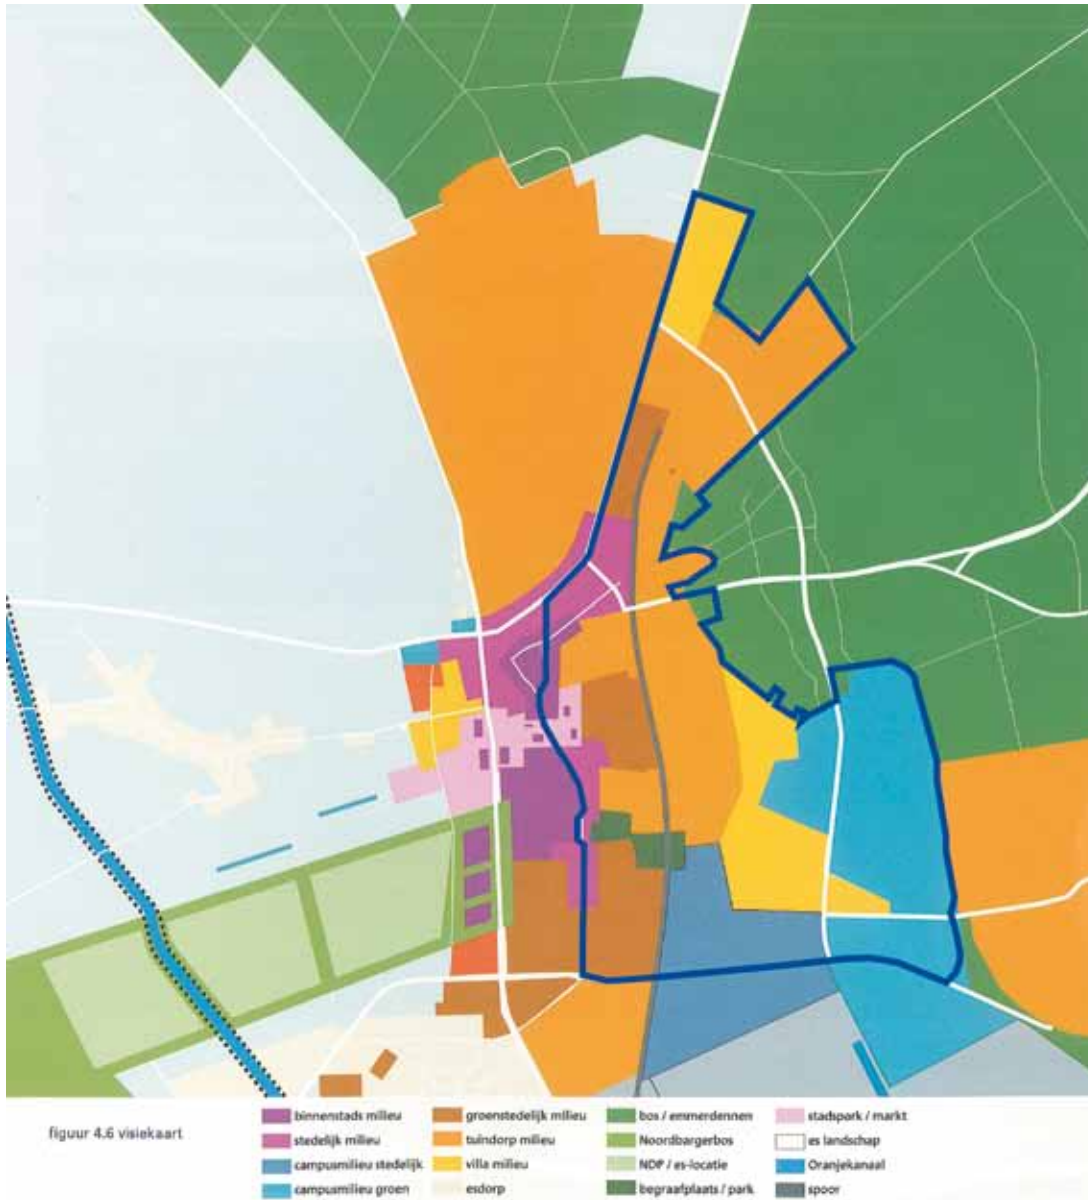 figuur 4.6 visiekaart
binnenstads milieu
stedelijk milieu
campusmilieu stedelijk
campusmilieu groen
groenstedelijk milieu
tuindorp milieu
villa milieu
esdorp
bos / emmerdennen
Noordbargerbos
NDP / es-locatie
begraafplaats / park
stadspark / markt
es landschap
Oranjekanaal
spoor